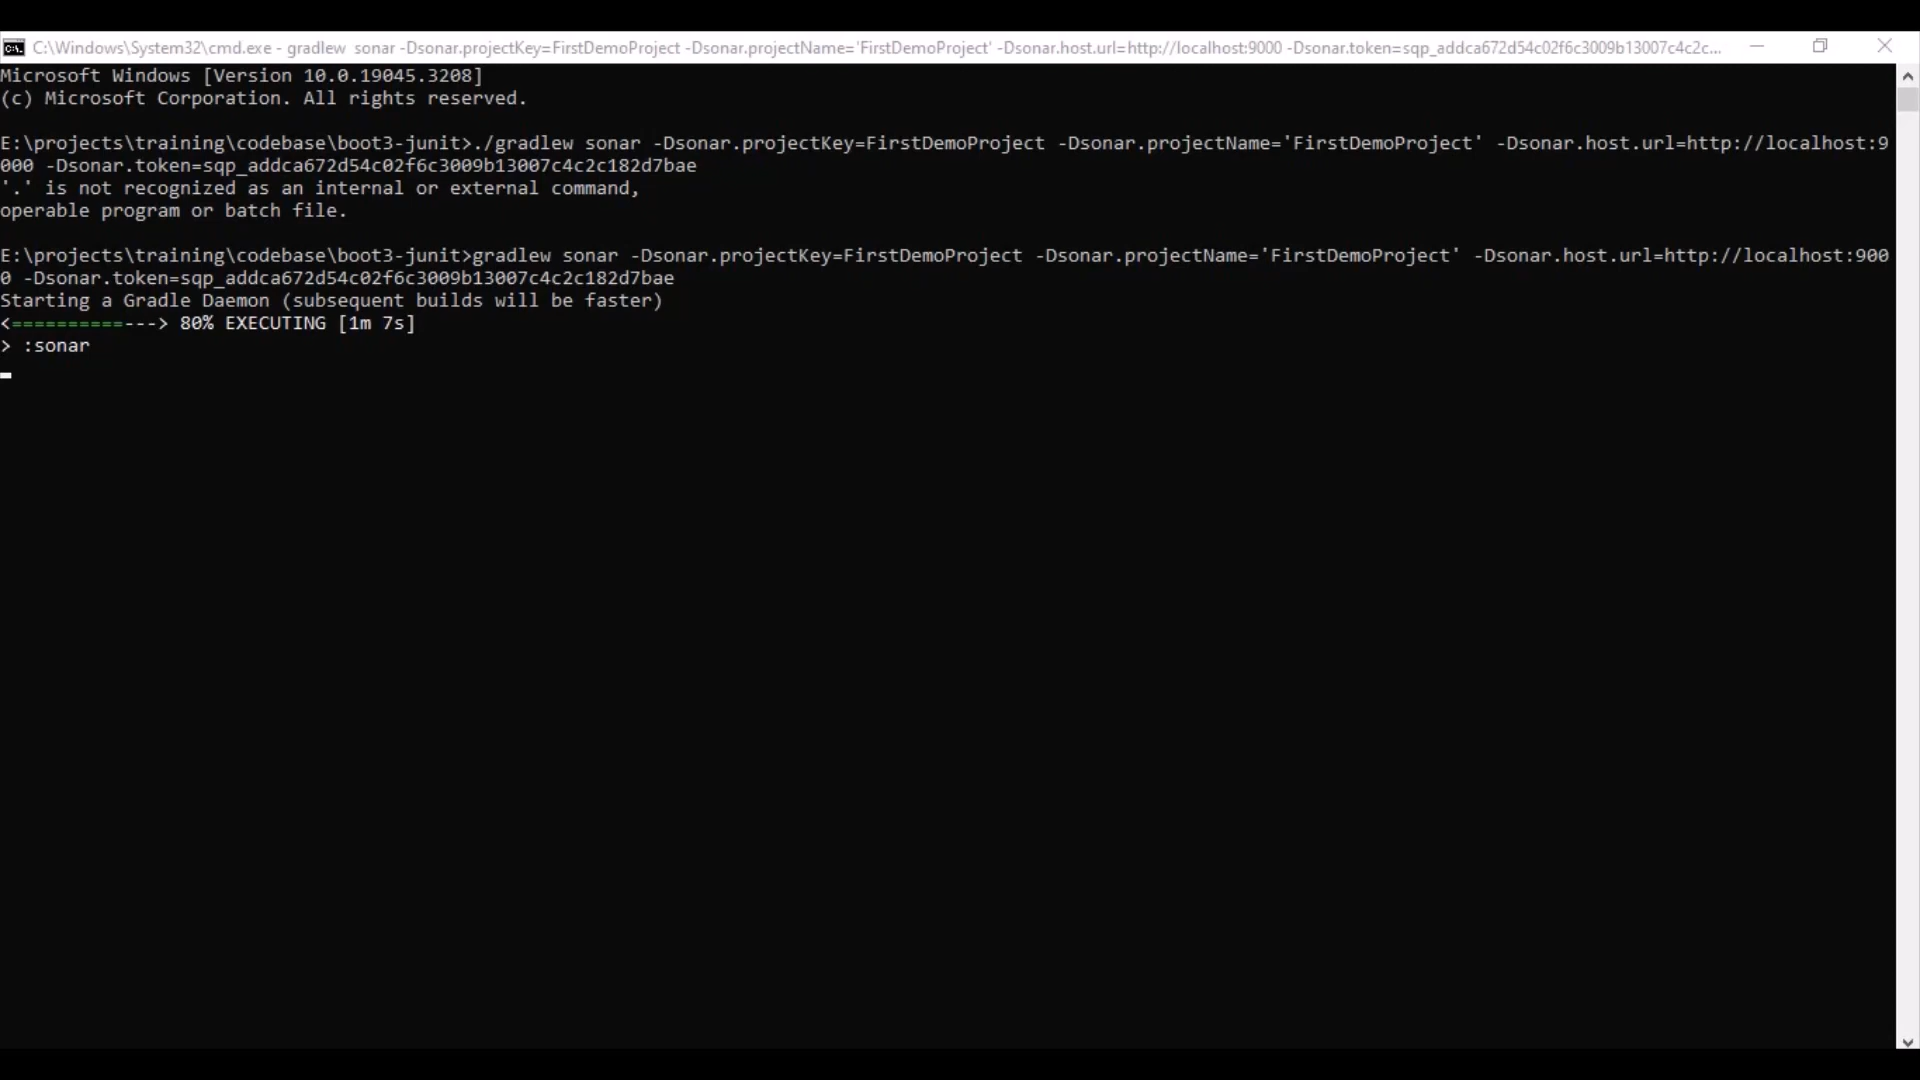 C:\Windows\System32\cmd.exe - gradlew  sonar -Dsonar.projectKey=FirstDemoProject -Dsonar.projectName='FirstDemoProject' -Dsonar.host.url=http://localhost:9000 -Dsonar.token=sqp_addca672d54c02f6c3009b13007c4c2c...
Microsoft Windows [Version 10.0.19045.3208]
(c) Microsoft Corporation. All rights reserved.
E:\projects\training\codebase\boot3-junit>./gradlew sonar -Dsonar.projectKey=FirstDemoProject -Dsonar.projectName='FirstDemoProject' -Dsonar.host.url=http://localhost:9
000 -Dsonar.token=sqp_addca672d54c02f6c3009b13007c4c2c182d7bae
'.' is not recognized as an internal or external command,
operable program or batch file.
E:\projects\training\codebase\boot3-junit>gradlew sonar -Dsonar.projectKey=FirstDemoProject -Dsonar.projectName='FirstDemoProject' -Dsonar.host.url=http://localhost:900
0 -Dsonar.token=sqp_addca672d54c02f6c3009b13007c4c2c182d7bae
Starting a Gradle Daemon (subsequent builds will be faster)
<==========---> 80% EXECUTING [1m 7s]
> :sonar